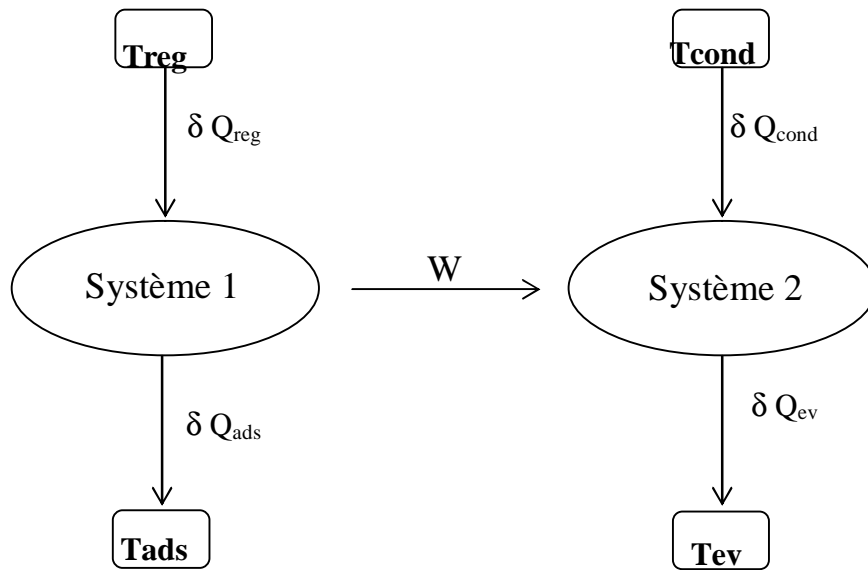 Treg
Tcond
δ Qreg
δ Qcond
Système 1
W
Système 2
δ Qads
δ Qev
Tads
Tev